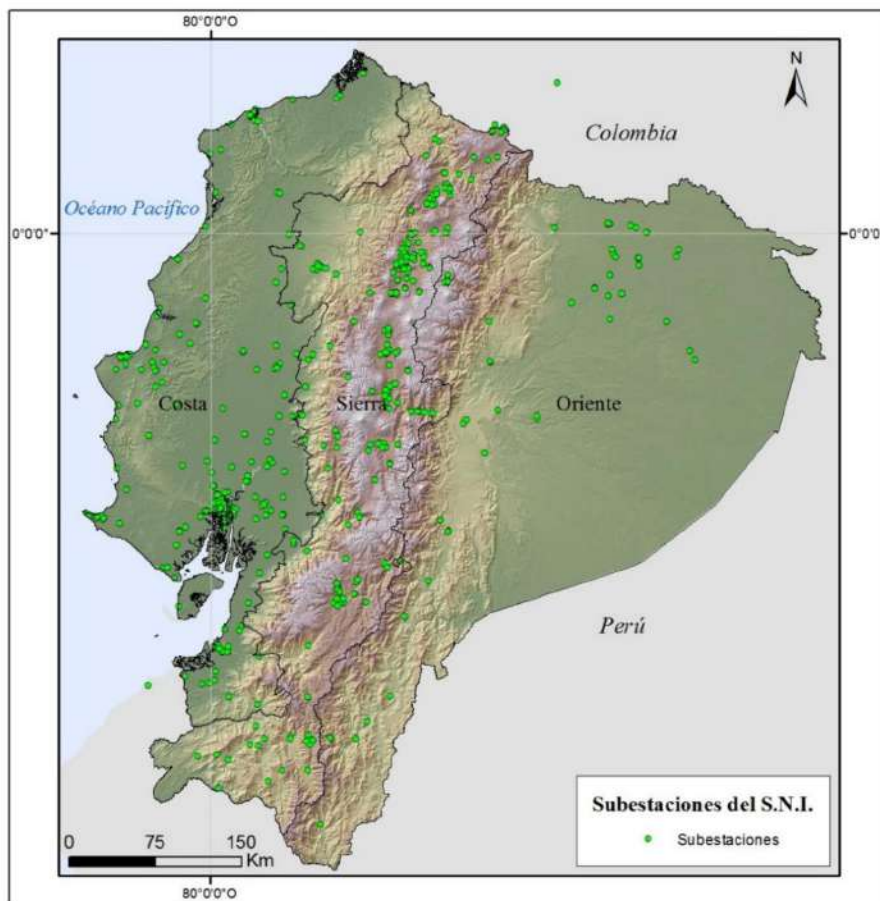 80°0'0"O
N
Colombia
Océano Pacífico
0°0'0"
0°0'0"
Costa
Sierra
Oriente
Perú
Subestaciones del S.N.I.
Subestaciones
0 75 150
Km
80°0'0"O